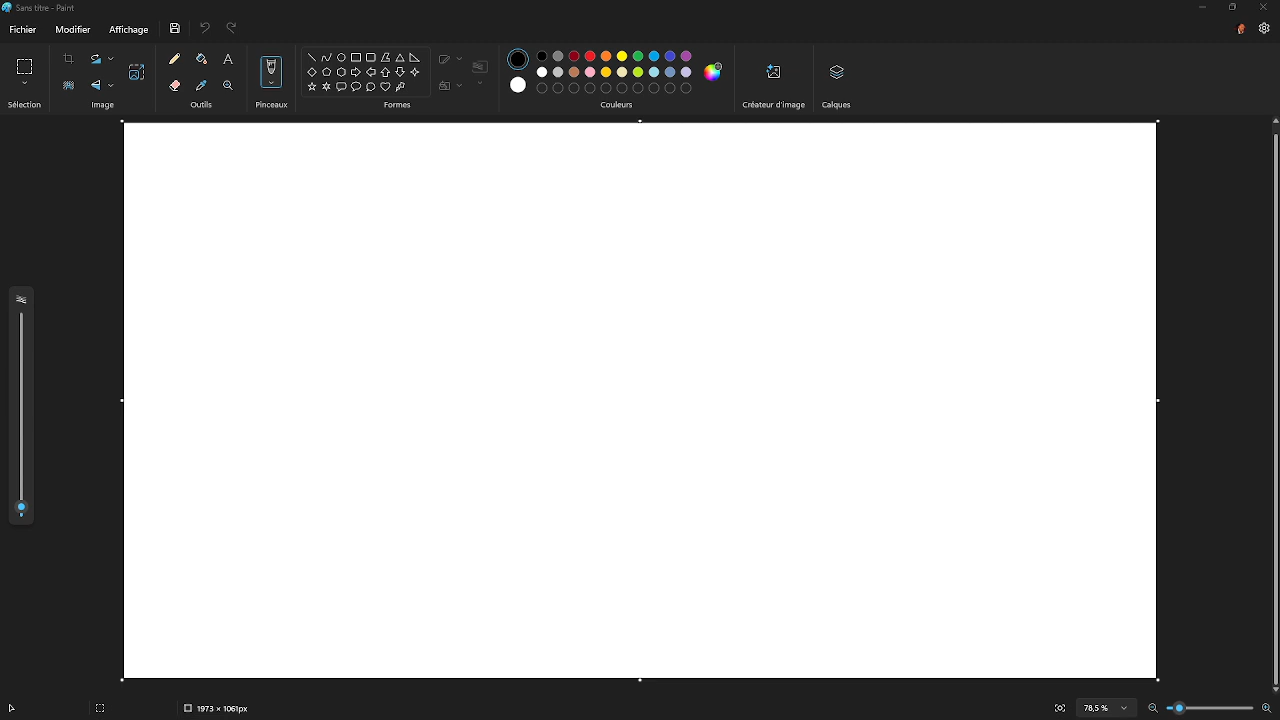 Sans titre - Paint
Fichier Modifier Affichage
Sélection Image Outils Pinceaux Formes Couleurs Créateur d'image Calques
1973 × 1061px 78,5 %